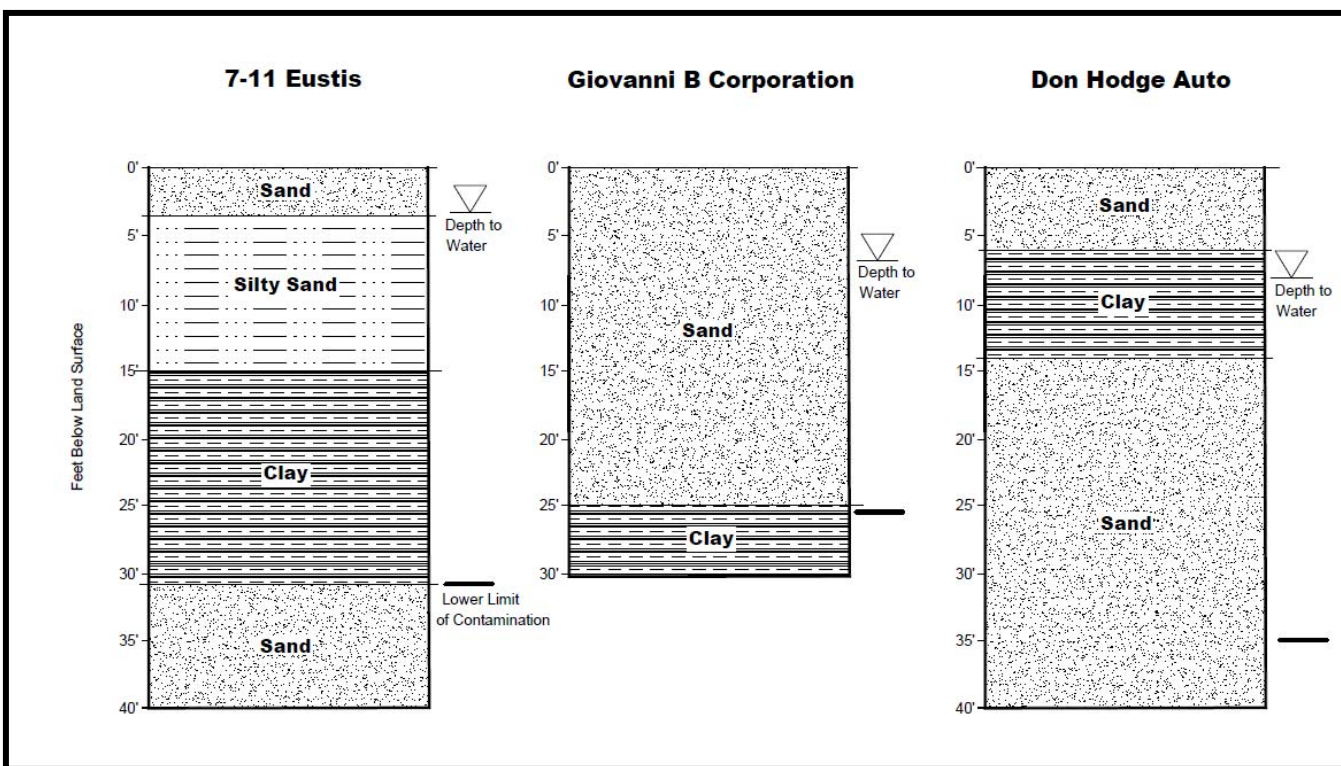 7-11 Eustis
Giovanni B Corporation
Don Hodge Auto
Feet Below Land Surface
0'
5'
10'
15'
20'
25'
30'
35'
40'
Sand
Silty Sand
Clay
Sand
Depth to
Water
Lower Limit
of Contamination
0'
5'
10'
15'
20'
25'
30'
Sand
Clay
Depth to
Water
0'
5'
10'
15'
20'
25'
30'
35'
40'
Sand
Clay
Sand
Depth to
Water